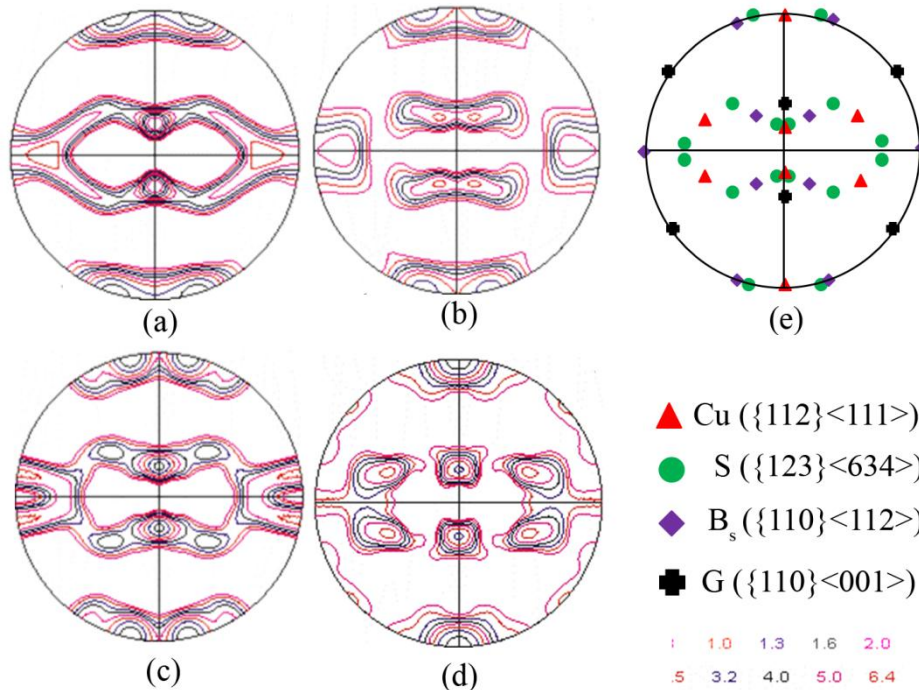 (a)
(b)
(e)
(c)
(d)
Cu ({112}<111>)
S ({123}<634>)
Bs ({110}<112>)
G ({110}<001>)
1.0 1.3 1.6 2.0
.5 3.2 4.0 5.0 6.4